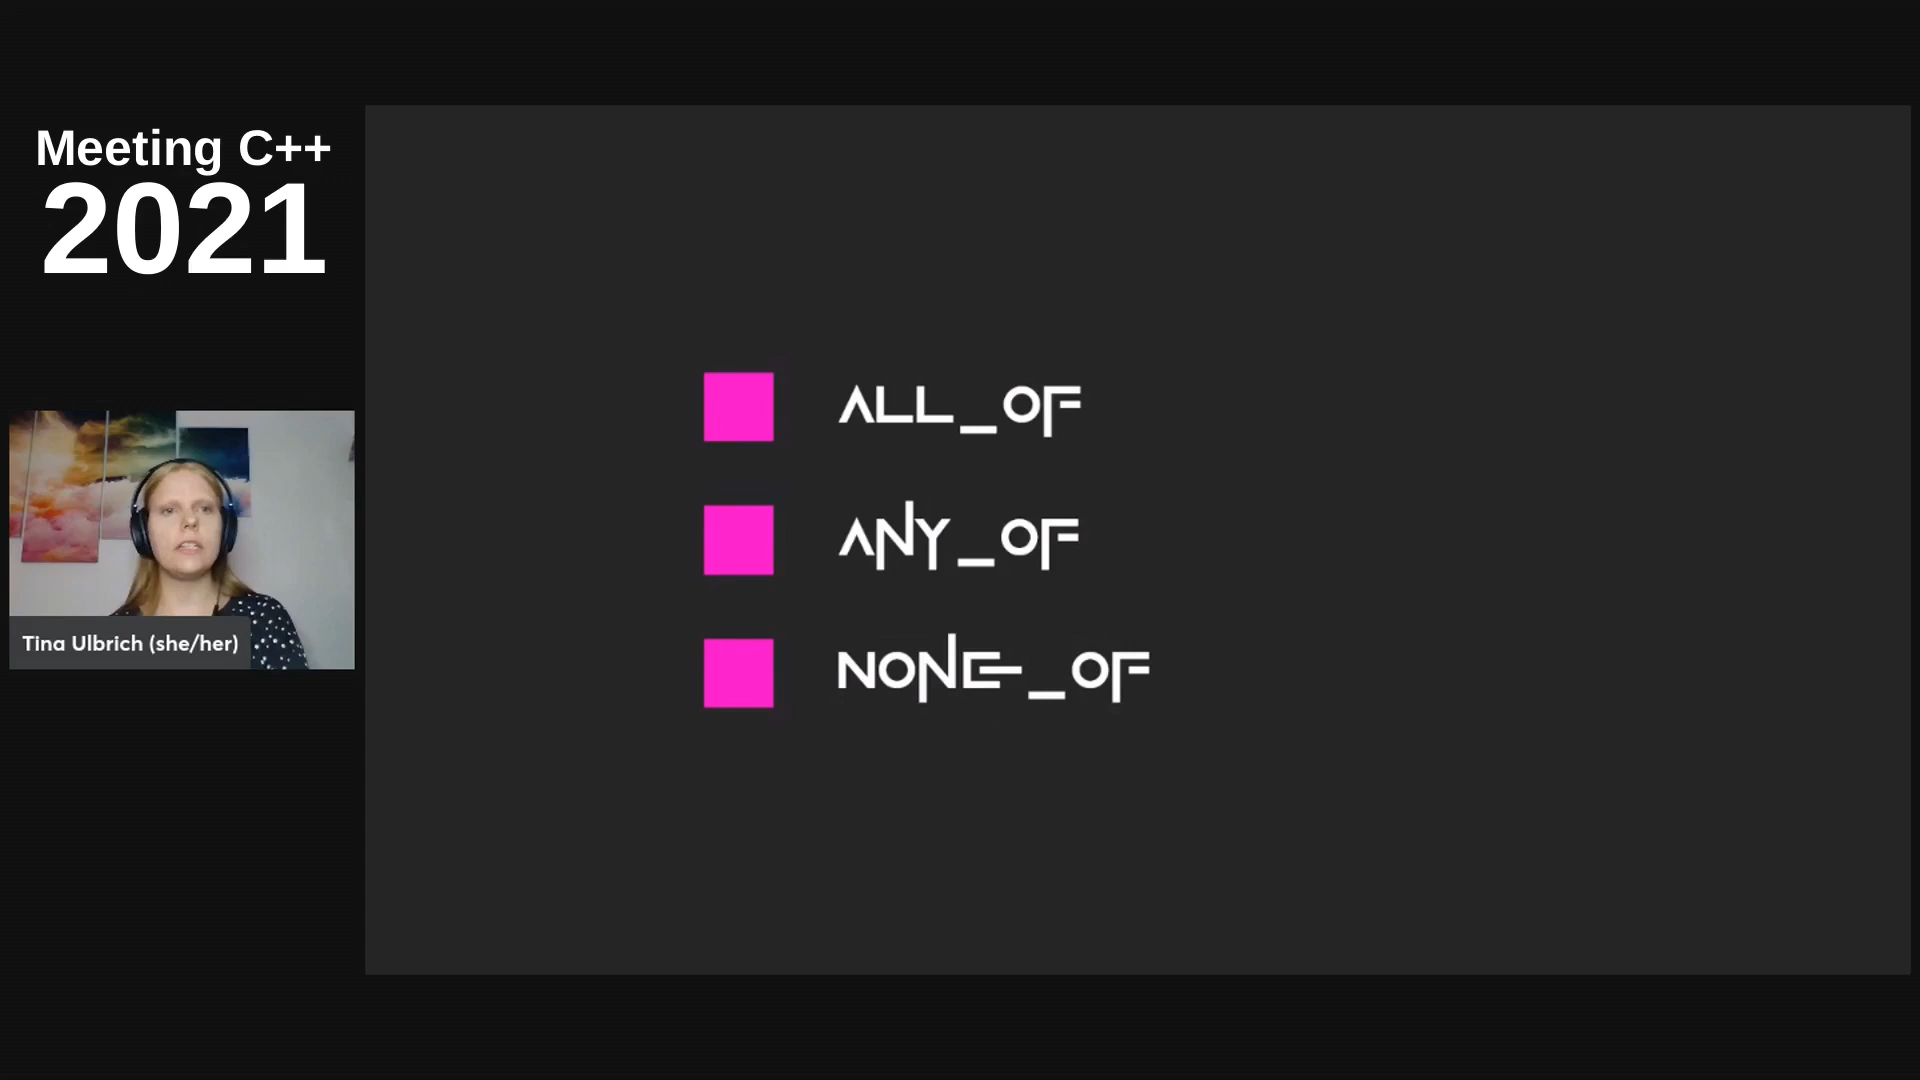 Meeting C++
2021
ALL_OF
ANY_OF
NONE_OF
Tina Ulbrich (she/her)